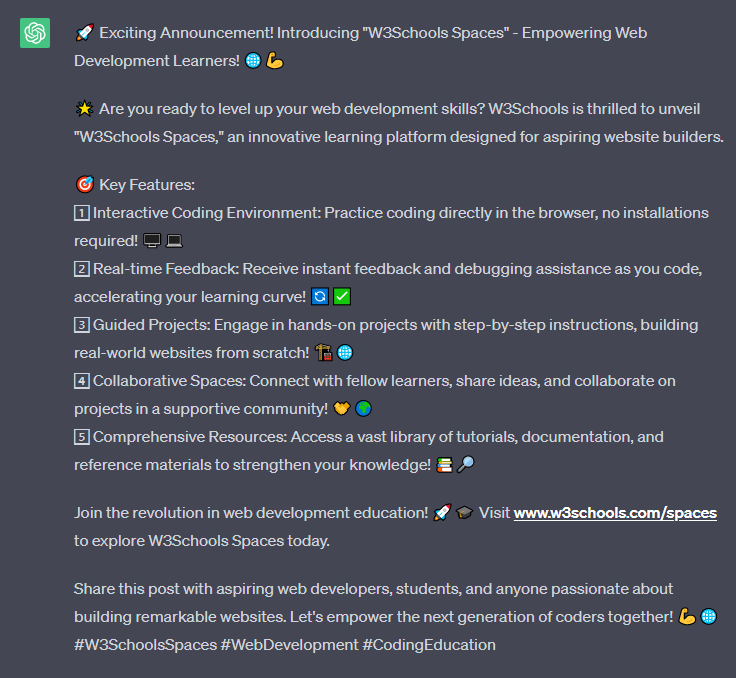 🚀 Exciting Announcement! Introducing "W3Schools Spaces" - Empowering Web
Development Learners! 🌐 💪
🌟 Are you ready to level up your web development skills? W3Schools is thrilled to unveil
"W3Schools Spaces," an innovative learning platform designed for aspiring website builders.
🎯 Key Features:
1️⃣ Interactive Coding Environment: Practice coding directly in the browser, no installations
required! 🖥️ 💻
2️⃣ Real-time Feedback: Receive instant feedback and debugging assistance as you code,
accelerating your learning curve! 🔄 ✅
3️⃣ Guided Projects: Engage in hands-on projects with step-by-step instructions, building
real-world websites from scratch! 🏗️ 🌐
4️⃣ Collaborative Spaces: Connect with fellow learners, share ideas, and collaborate on
projects in a supportive community! 🤝 🌍
5️⃣ Comprehensive Resources: Access a vast library of tutorials, documentation, and
reference materials to strengthen your knowledge! 📚 🔎
Join the revolution in web development education! 🚀 🎓 Visit www.w3schools.com/spaces
to explore W3Schools Spaces today.
Share this post with aspiring web developers, students, and anyone passionate about
building remarkable websites. Let's empower the next generation of coders together! 💪 🌐
#W3SchoolsSpaces #WebDevelopment #CodingEducation